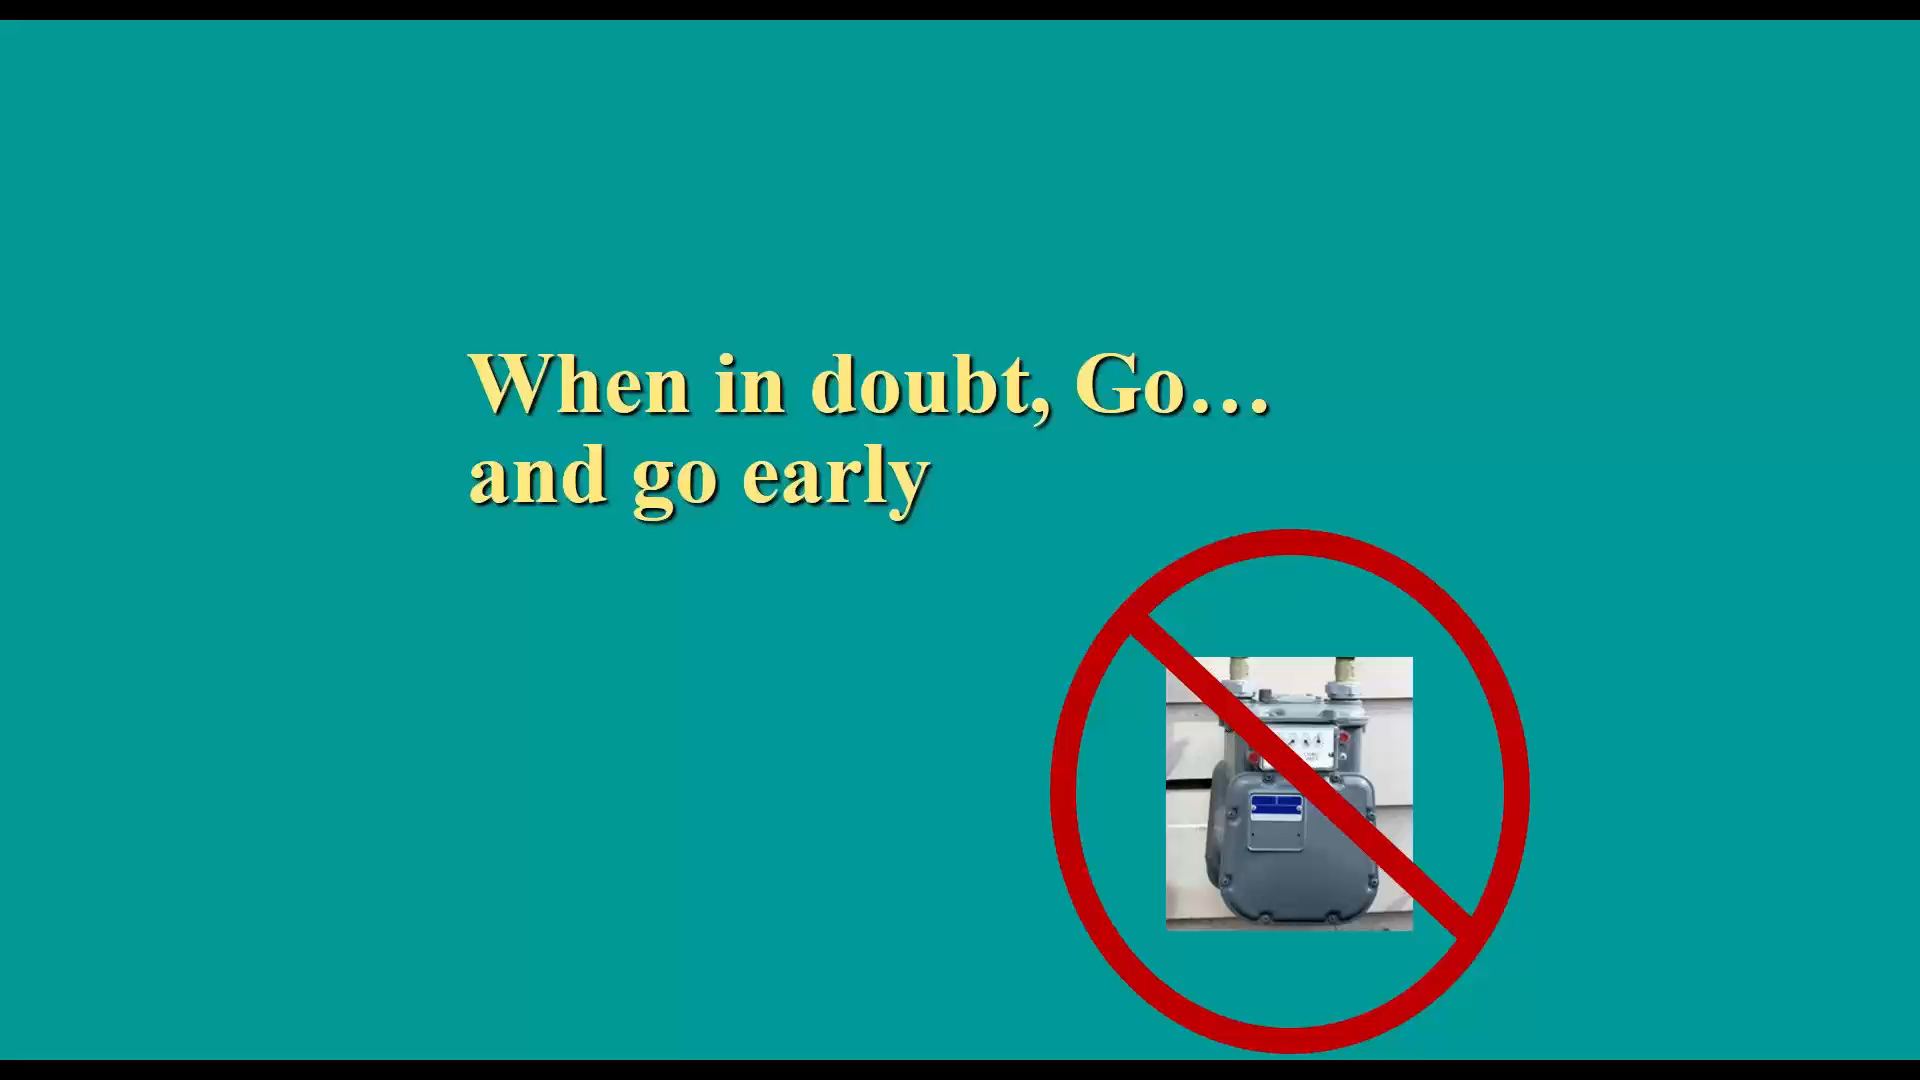 When in doubt, Go…
and go early